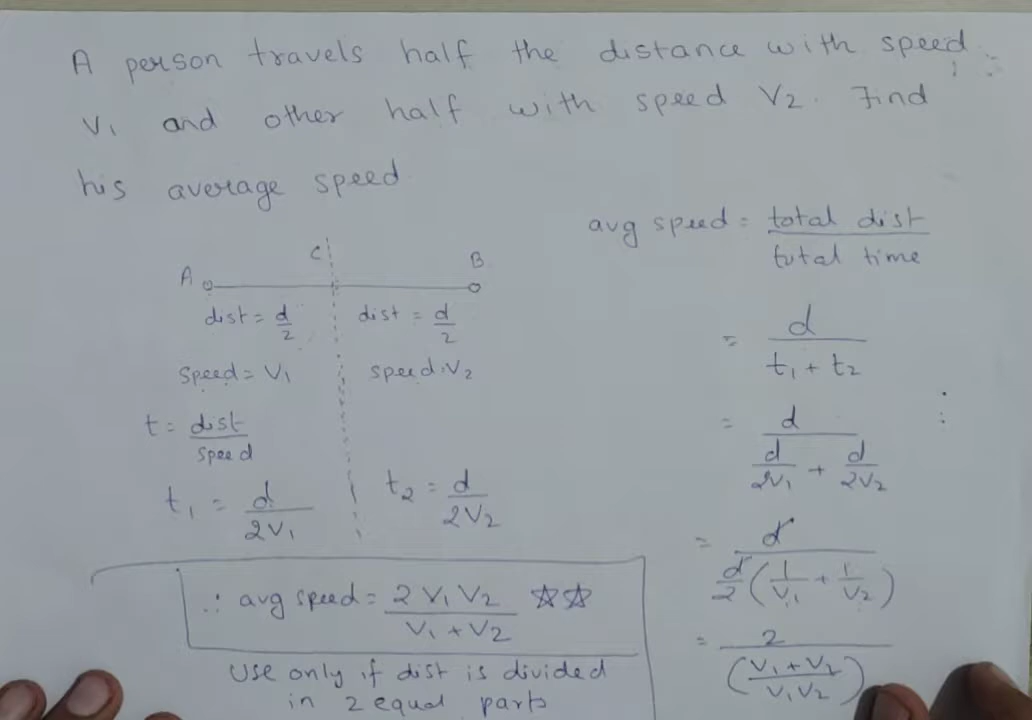 A person travels half the distance with speed
V₁ and other half with speed V₂. Find
his average speed
A C B
dist = d/2 dist = d/2
Speed = V₁ speed = V₂
t = dist/speed
t₁ = d/2V₁ t₂ = d/2V₂
∴ avg speed = 2V₁V₂/V₁+V₂ ☆☆
Use only if dist is divided
in 2 equal parts
avg speed = total dist/total time
= d/t₁+t₂
= d/(d/2V₁ + d/2V₂)
= d/(d/2(1/V₁ + 1/V₂))
= 2/((V₁+V₂)/V₁V₂)